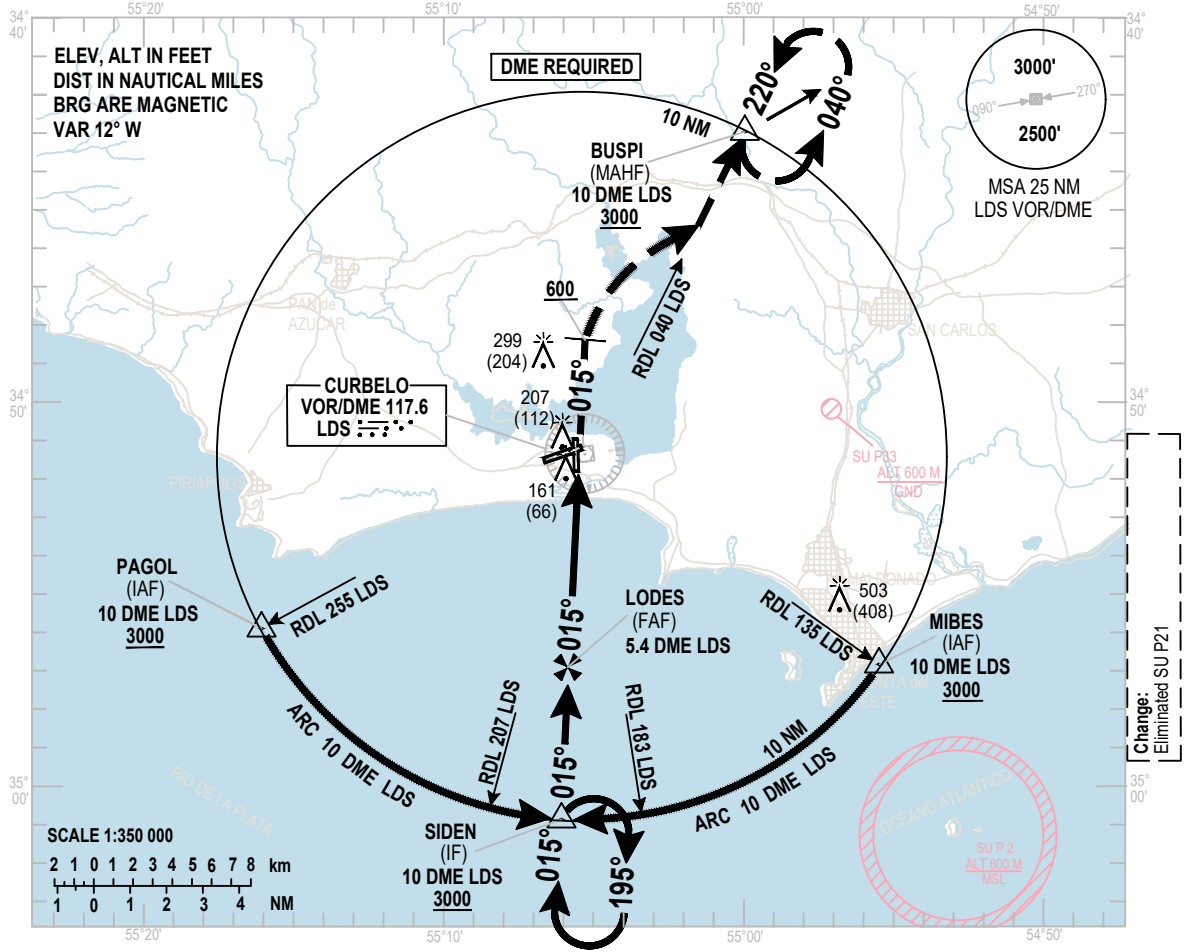 34° 40'
55°20'
55°10'
55°00'
54°50'
34° 40'
ELEV, ALT IN FEET
DIST IN NAUTICAL MILES
BRG ARE MAGNETIC
VAR 12° W
DME REQUIRED
10 NM
220°
040°
3000'
090°
270°
2500'
MSA 25 NM
LDS VOR/DME
BUSPI
(MAHF)
10 DME LDS
3000
600
RDL 040 LDS
PAN de
AZUCAR
SAN CARLOS
299
(204)
015°
34° 50'
34° 50'
CURBELO
VOR/DME 117.6
LDS
207
(112)
161
(66)
SU P33
ALT 600 M
GND
PIRIAPOLIS
PAGOL
(IAF)
10 DME LDS
3000
RDL 255 LDS
015°
LODES
(FAF)
5.4 DME LDS
MALDONADO
503
(408)
RDL 135 LDS
MIBES
(IAF)
10 DME LDS
3000
PUNTA del
ESTE
Change:
Eliminated SU P21
ARC 10 DME LDS
RDL 207 LDS
015°
RDL 183 LDS
10 NM
ARC 10 DME LDS
35° 00'
35° 00'
RIO DE LA PLATA
OCÉANO ATLÁNTICO
SU P 2
ALT 600 M
MSL
SIDEN
(IF)
10 DME LDS
3000
015°
195°
SCALE 1:350 000
2 1 0 1 2 3 4 5 6 7 8 km
1 0 1 2 3 4 NM
55°20'
55°10'
55°00'
54°50'